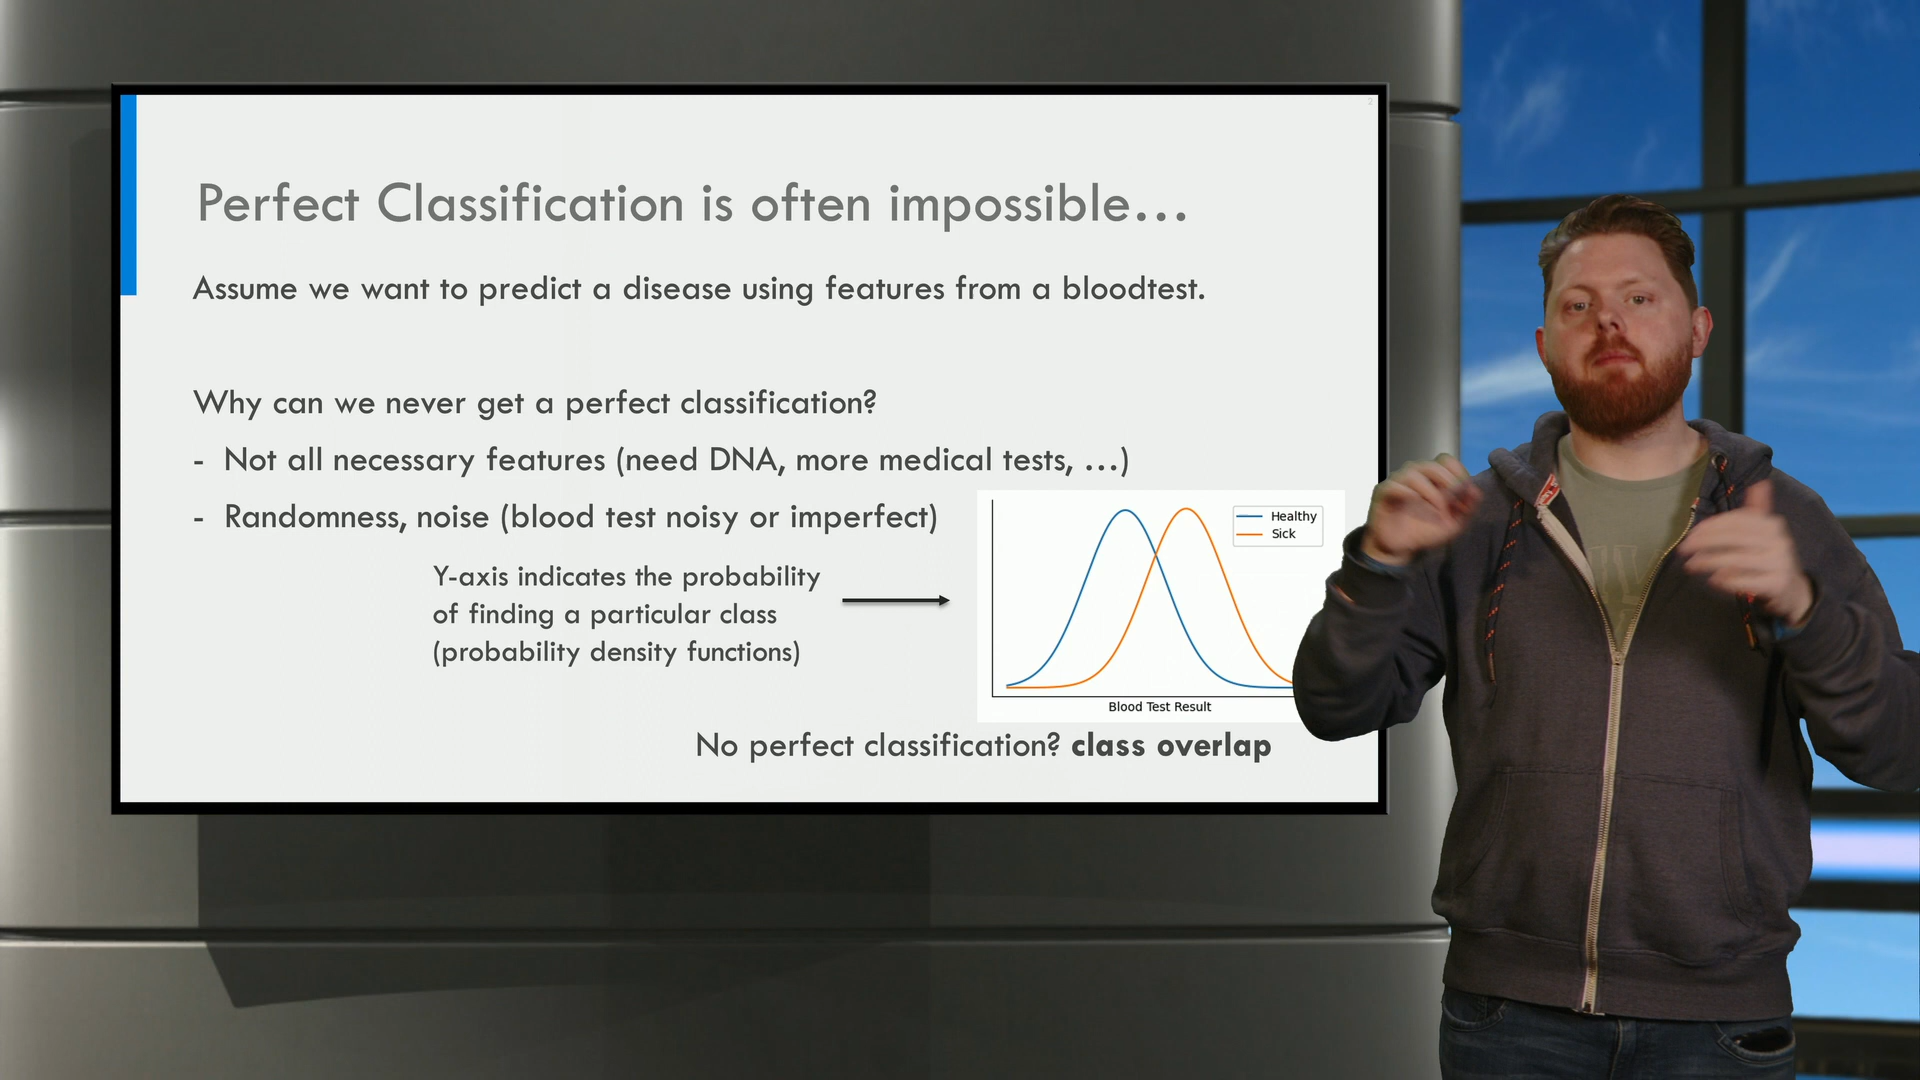 2
Perfect Classification is often impossible...
Assume we want to predict a disease using features from a bloodtest.
Why can we never get a perfect classification?
- Not all necessary features (need DNA, more medical tests, ...)
- Randomness, noise (blood test noisy or imperfect)
Healthy
Sick
Y-axis indicates the probability
of finding a particular class
(probability density functions)
Blood Test Result
No perfect classification? class overlap